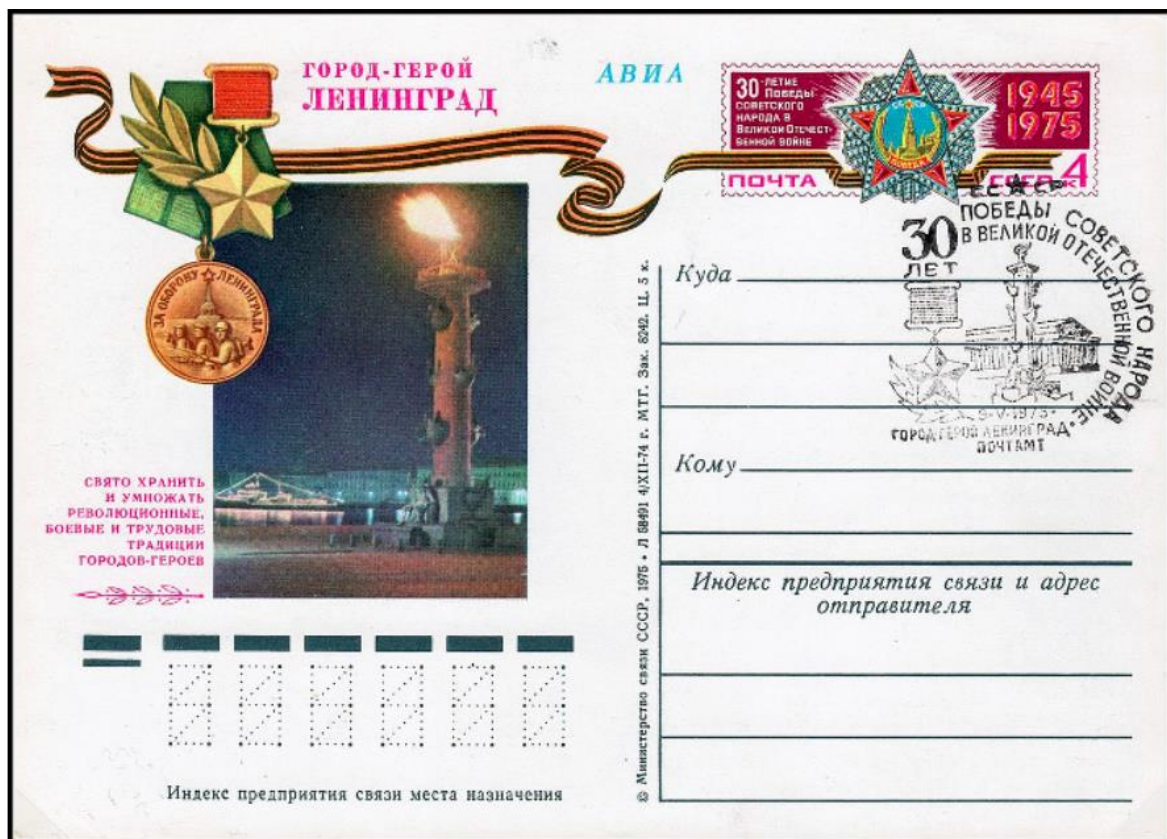 ГОРОД-ГЕРОЙ
ЛЕНИНГРАД
АВИА
30-ЛЕТИЕ
ПОБЕДЫ
СОВЕТСКОГО
НАРОДА В
ВЕЛИКОЙ ОТЕЧЕСТ-
ВЕННОЙ ВОЙНЕ
1945
1975
ПОБЕДА
ПОЧТА
СССР 4К
ЗА ОБОРОНУ ЛЕНИНГРАДА
СВЯТО ХРАНИТЬ
И УМНОЖАТЬ
РЕВОЛЮЦИОННЫЕ,
БОЕВЫЕ И ТРУДОВЫЕ
ТРАДИЦИИ
ГОРОДОВ-ГЕРОЕВ
Индекс предприятия связи места назначения
© Министерство связи СССР, 1975 • Л 58491 4/XII-74 г. МТГ. Зак. 8242. Ц. 5 к.
Куда
Кому
Индекс предприятия связи и адрес
отправителя
30
ЛЕТ
ПОБЕДЫ СОВЕТСКОГО НАРОДА
В ВЕЛИКОЙ ОТЕЧЕСТВЕННОЙ ВОЙНЕ
9-V-1975
ГОРОД-ГЕРОЙ ЛЕНИНГРАД
ПОЧТАМТ